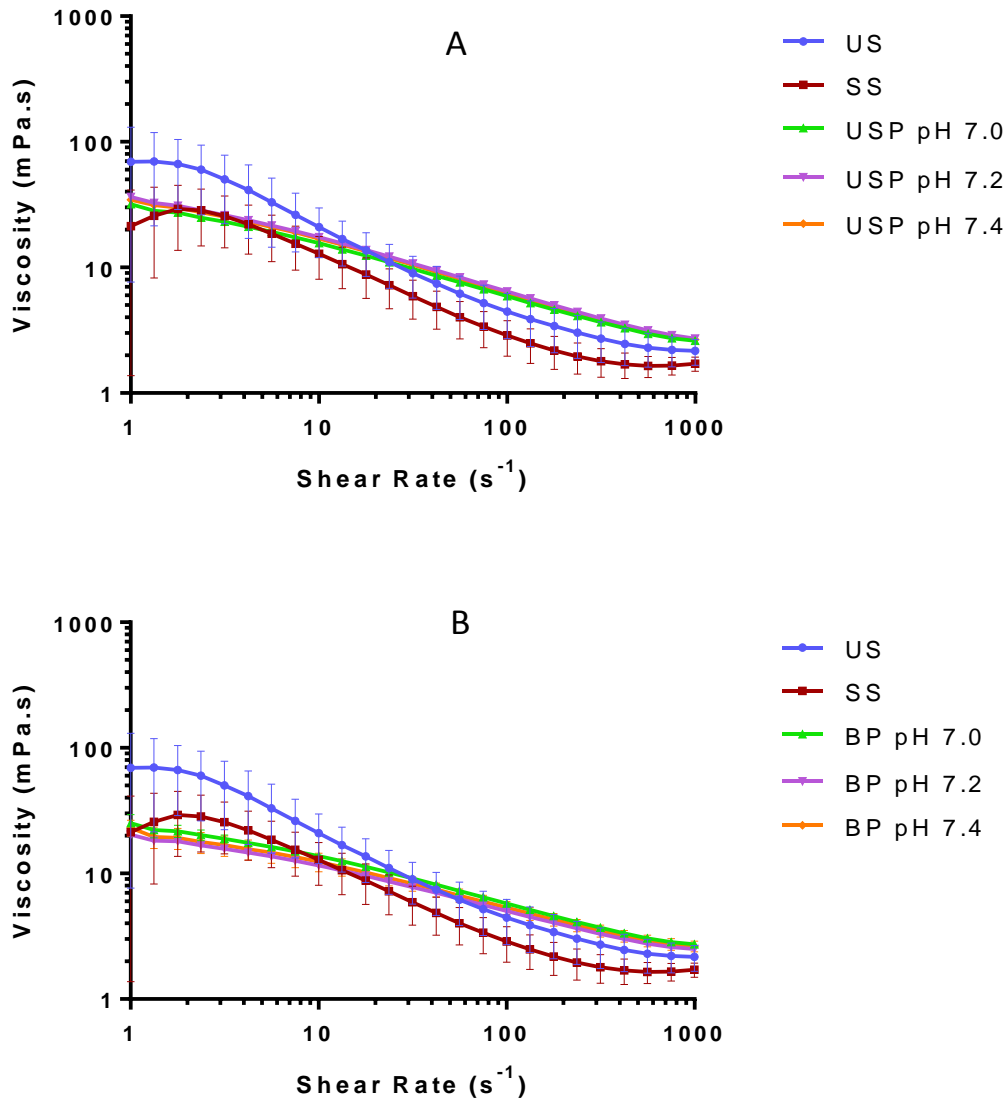 A
1000
100
10
1
Viscosity (mPa.s)
1 10 100 1000
Shear Rate (s⁻¹)
US
SS
USP pH 7.0
USP pH 7.2
USP pH 7.4
B
1000
100
10
1
Viscosity (mPa.s)
1 10 100 1000
Shear Rate (s⁻¹)
US
SS
BP pH 7.0
BP pH 7.2
BP pH 7.4